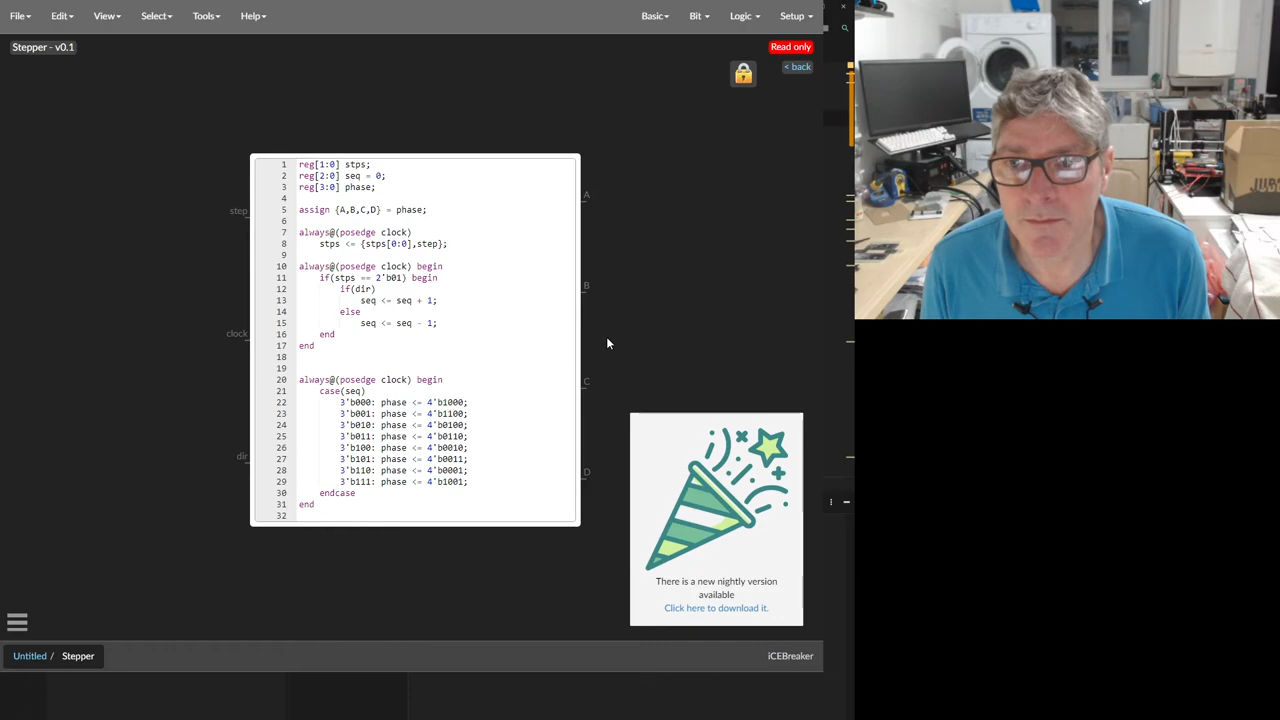 File Edit View Select Tools Help Basic Bit Logic Setup
Stepper - v0.1
Read only
< back
1 reg[1:0] stps;
2 reg[2:0] seq = 0;
3 reg[3:0] phase;
4
5 assign {A,B,C,D} = phase;
6
7 always@(posedge clock)
8 stps <= {stps[0:0],step};
9
10 always@(posedge clock) begin
11 if(stps == 2'b01) begin
12 if(dir)
13 seq <= seq + 1;
14 else
15 seq <= seq - 1;
16 end
17 end
18
19
20 always@(posedge clock) begin
21 case(seq)
22 3'b000: phase <= 4'b1000;
23 3'b001: phase <= 4'b1100;
24 3'b010: phase <= 4'b0100;
25 3'b011: phase <= 4'b0110;
26 3'b100: phase <= 4'b0010;
27 3'b101: phase <= 4'b0011;
28 3'b110: phase <= 4'b0001;
29 3'b111: phase <= 4'b1001;
30 endcase
31 end
32
step
clock
dir
A
B
C
D
There is a new nightly version
available
Click here to download it.
Untitled / Stepper
iCEBreaker